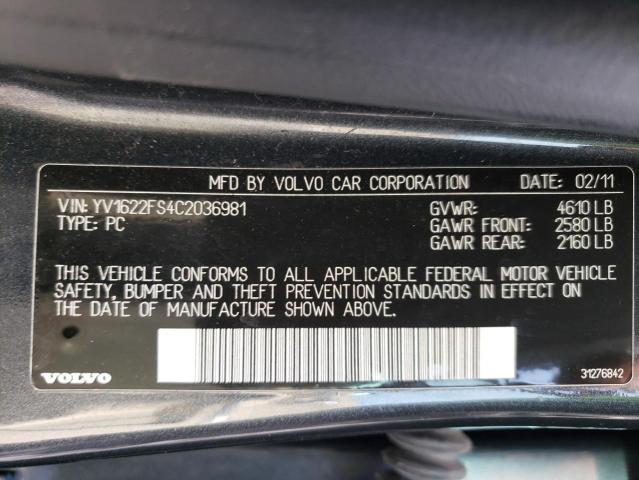 MFD BY VOLVO CAR CORPORATION DATE: 02/11
VIN: YV1622FS4C2036981 GVWR: 4610 LB
TYPE: PC GAWR FRONT: 2580 LB
GAWR REAR: 2160 LB
THIS VEHICLE CONFORMS TO ALL APPLICABLE FEDERAL MOTOR VEHICLE
SAFETY, BUMPER AND THEFT PREVENTION STANDARDS IN EFFECT ON
THE DATE OF MANUFACTURE SHOWN ABOVE.
VOLVO 31276842